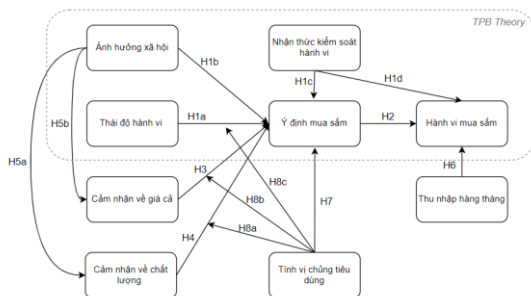 TPB Theory
Ảnh hưởng xã hội
Nhận thức kiểm soát
hành vi
H1b
H1c
H1d
H5b
Thái độ hành vi
H1a
Ý định mua sắm
H2
Hành vi mua sắm
H5a
H3
H8c
H6
Cảm nhận về giá cả
H8b
H7
Thu nhập hàng tháng
H4
H8a
Cảm nhận về chất
lượng
Tính vị chủng tiêu
dùng